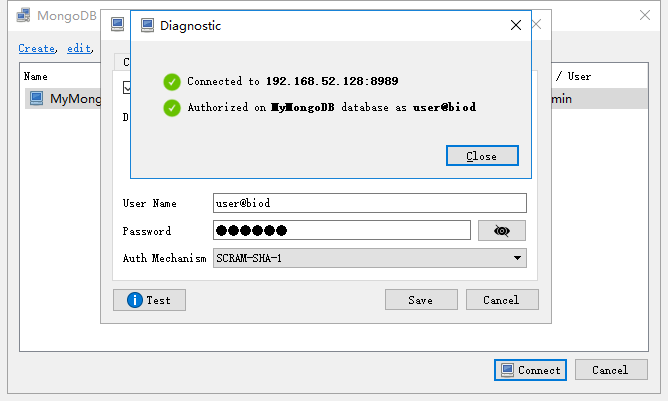 MongoDB
Diagnostic
Create, edit,
Name
/ User
MyMong
min
Connected to 192.168.52.128:8989
Authorized on MyMongoDB database as user@biod
Close
User Name
user@biod
Password
Auth Mechanism
SCRAM-SHA-1
Test
Save
Cancel
Connect
Cancel